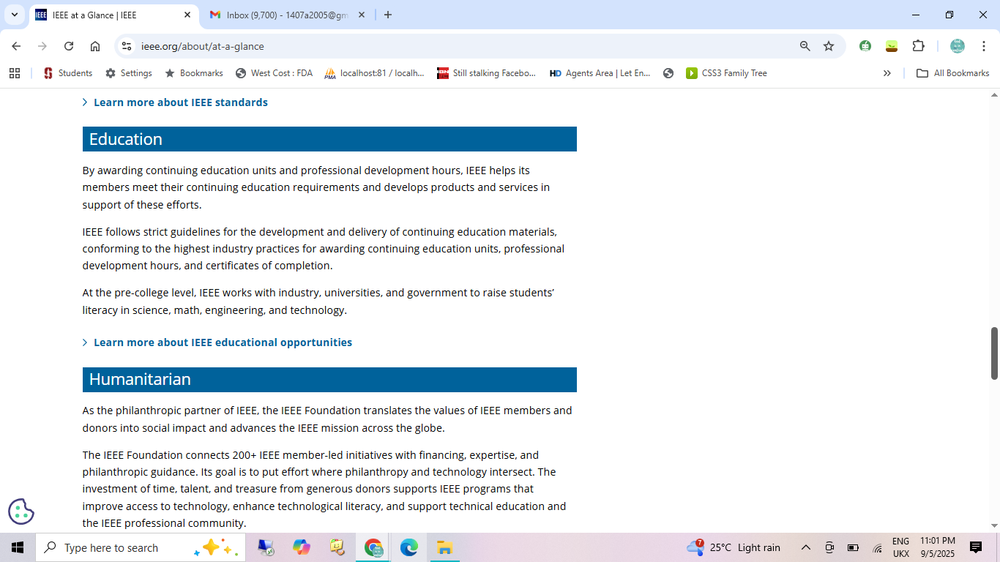 IEEE at a Glance | IEEE
Inbox (9,700) - 1407a2005@gm
ieee.org/about/at-a-glance
Students
Settings
Bookmarks
West Cost : FDA
localhost:81 / localh...
Still stalking Facebo...
Agents Area | Let En...
CSS3 Family Tree
All Bookmarks
Learn more about IEEE standards
Education
By awarding continuing education units and professional development hours, IEEE helps its
members meet their continuing education requirements and develops products and services in
support of these efforts.
IEEE follows strict guidelines for the development and delivery of continuing education materials,
conforming to the highest industry practices for awarding continuing education units, professional
development hours, and certificates of completion.
At the pre-college level, IEEE works with industry, universities, and government to raise students’
literacy in science, math, engineering, and technology.
Learn more about IEEE educational opportunities
Humanitarian
As the philanthropic partner of IEEE, the IEEE Foundation translates the values of IEEE members and
donors into social impact and advances the IEEE mission across the globe.
The IEEE Foundation connects 200+ IEEE member-led initiatives with financing, expertise, and
philanthropic guidance. Its goal is to put effort where philanthropy and technology intersect. The
investment of time, talent, and treasure from generous donors supports IEEE programs that
improve access to technology, enhance technological literacy, and support technical education and
the IEEE professional community.
Type here to search
7
25°C Light rain
ENG
UKX
11:01 PM
9/5/2025